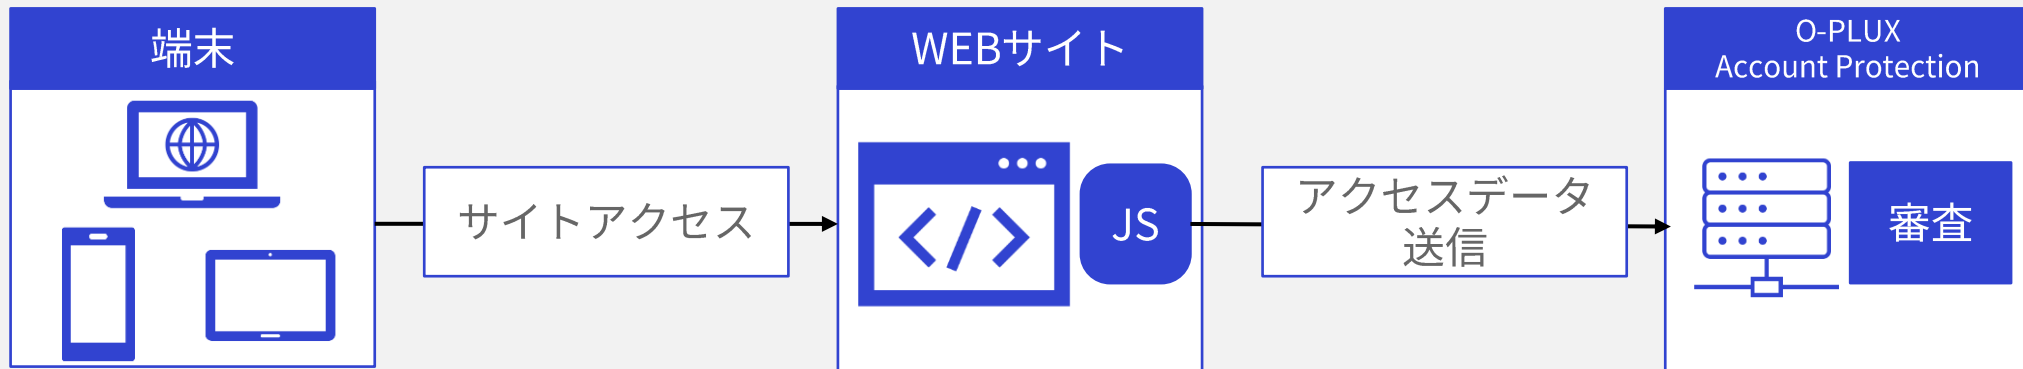 端末
サイトアクセス
WEBサイト
JS
アクセスデータ
送信
O-PLUX
Account Protection
審査